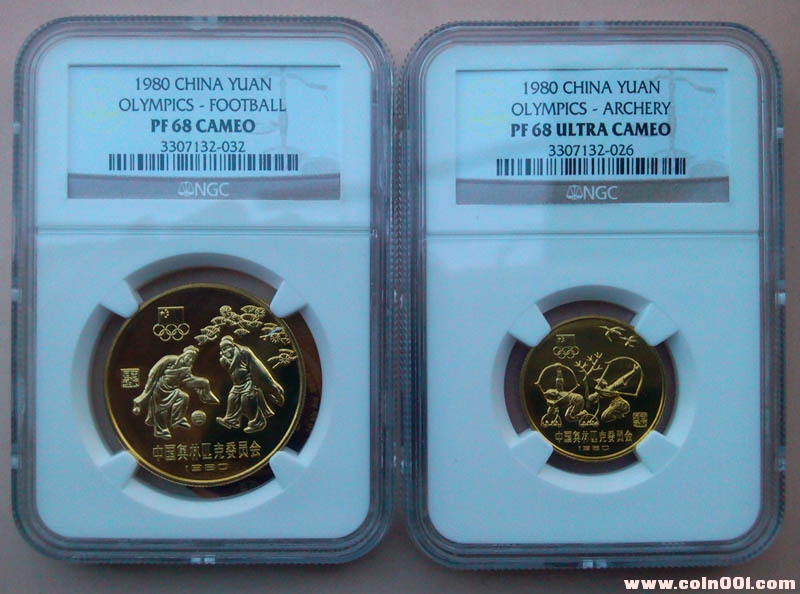 1980 CHINA YUAN
OLYMPICS - FOOTBALL
PF 68 CAMEO
3307132-032
NGC
中国奥林匹克委员会
1980
1980 CHINA YUAN
OLYMPICS - ARCHERY
PF 68 ULTRA CAMEO
3307132-026
NGC
中国奥林匹克委员会
1980
www.coin001.com